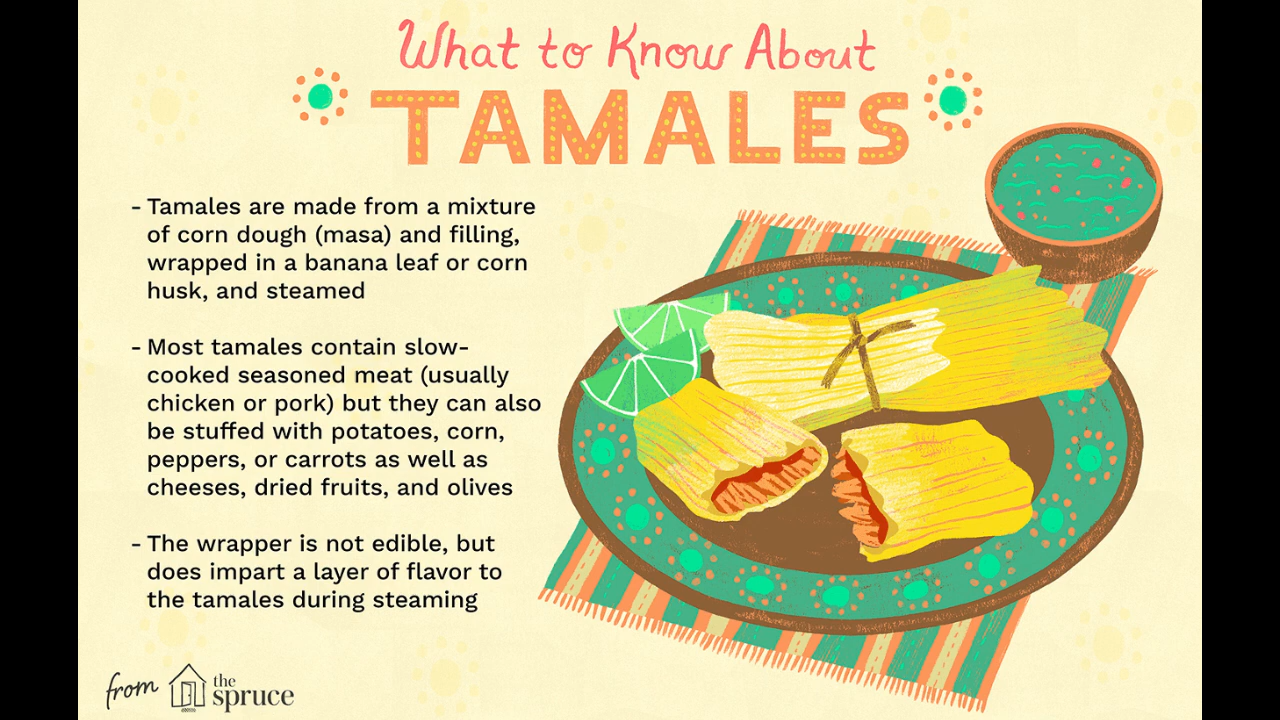 What to Know About
TAMALES
- Tamales are made from a mixture
of corn dough (masa) and filling,
wrapped in a banana leaf or corn
husk, and steamed
- Most tamales contain slow-
cooked seasoned meat (usually
chicken or pork) but they can also
be stuffed with potatoes, corn,
peppers, or carrots as well as
cheeses, dried fruits, and olives
- The wrapper is not edible, but
does impart a layer of flavor to
the tamales during steaming
from the
spruce